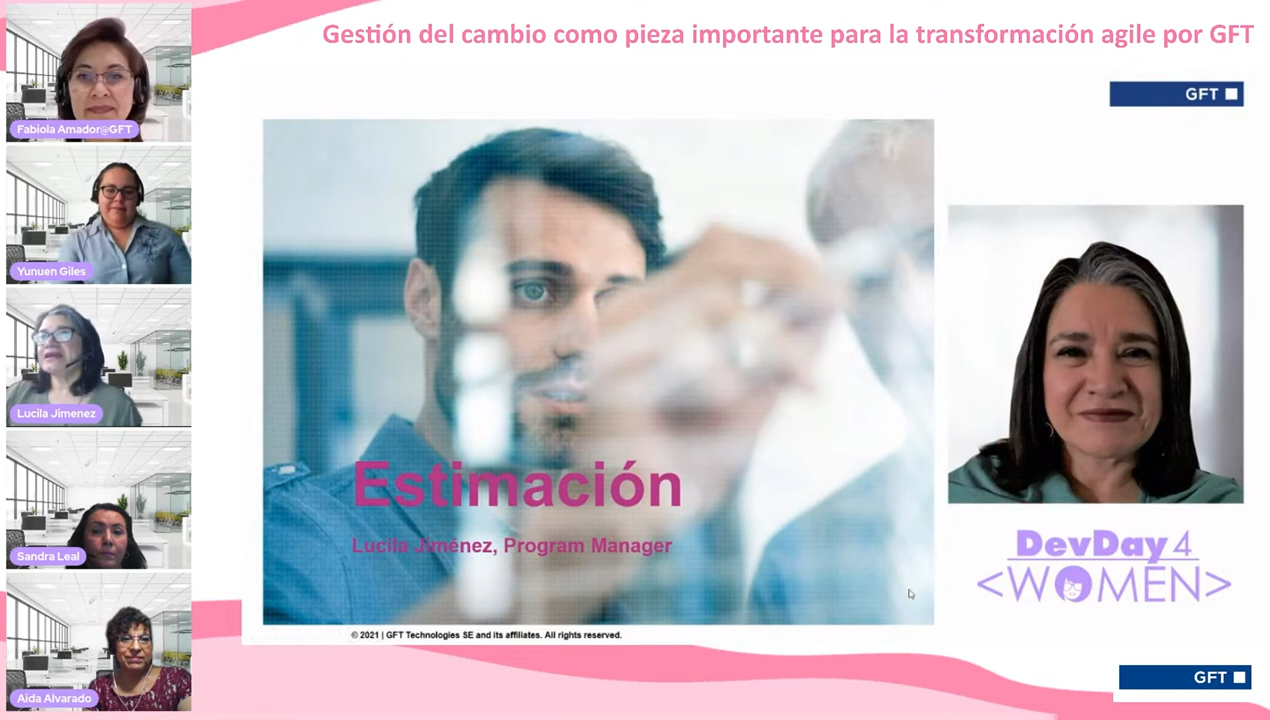 Gestión del cambio como pieza importante para la transformación agile por GFT
GFT
Fabiola Amador@GFT
Yunuen Giles
Lucila Jimenez
Sandra Leal
Aida Alvarado
Estimación
Lucila Jiménez, Program Manager
© 2021 | GFT Technologies SE and its affiliates. All rights reserved.
DevDay4
<WOMEN>
GFT